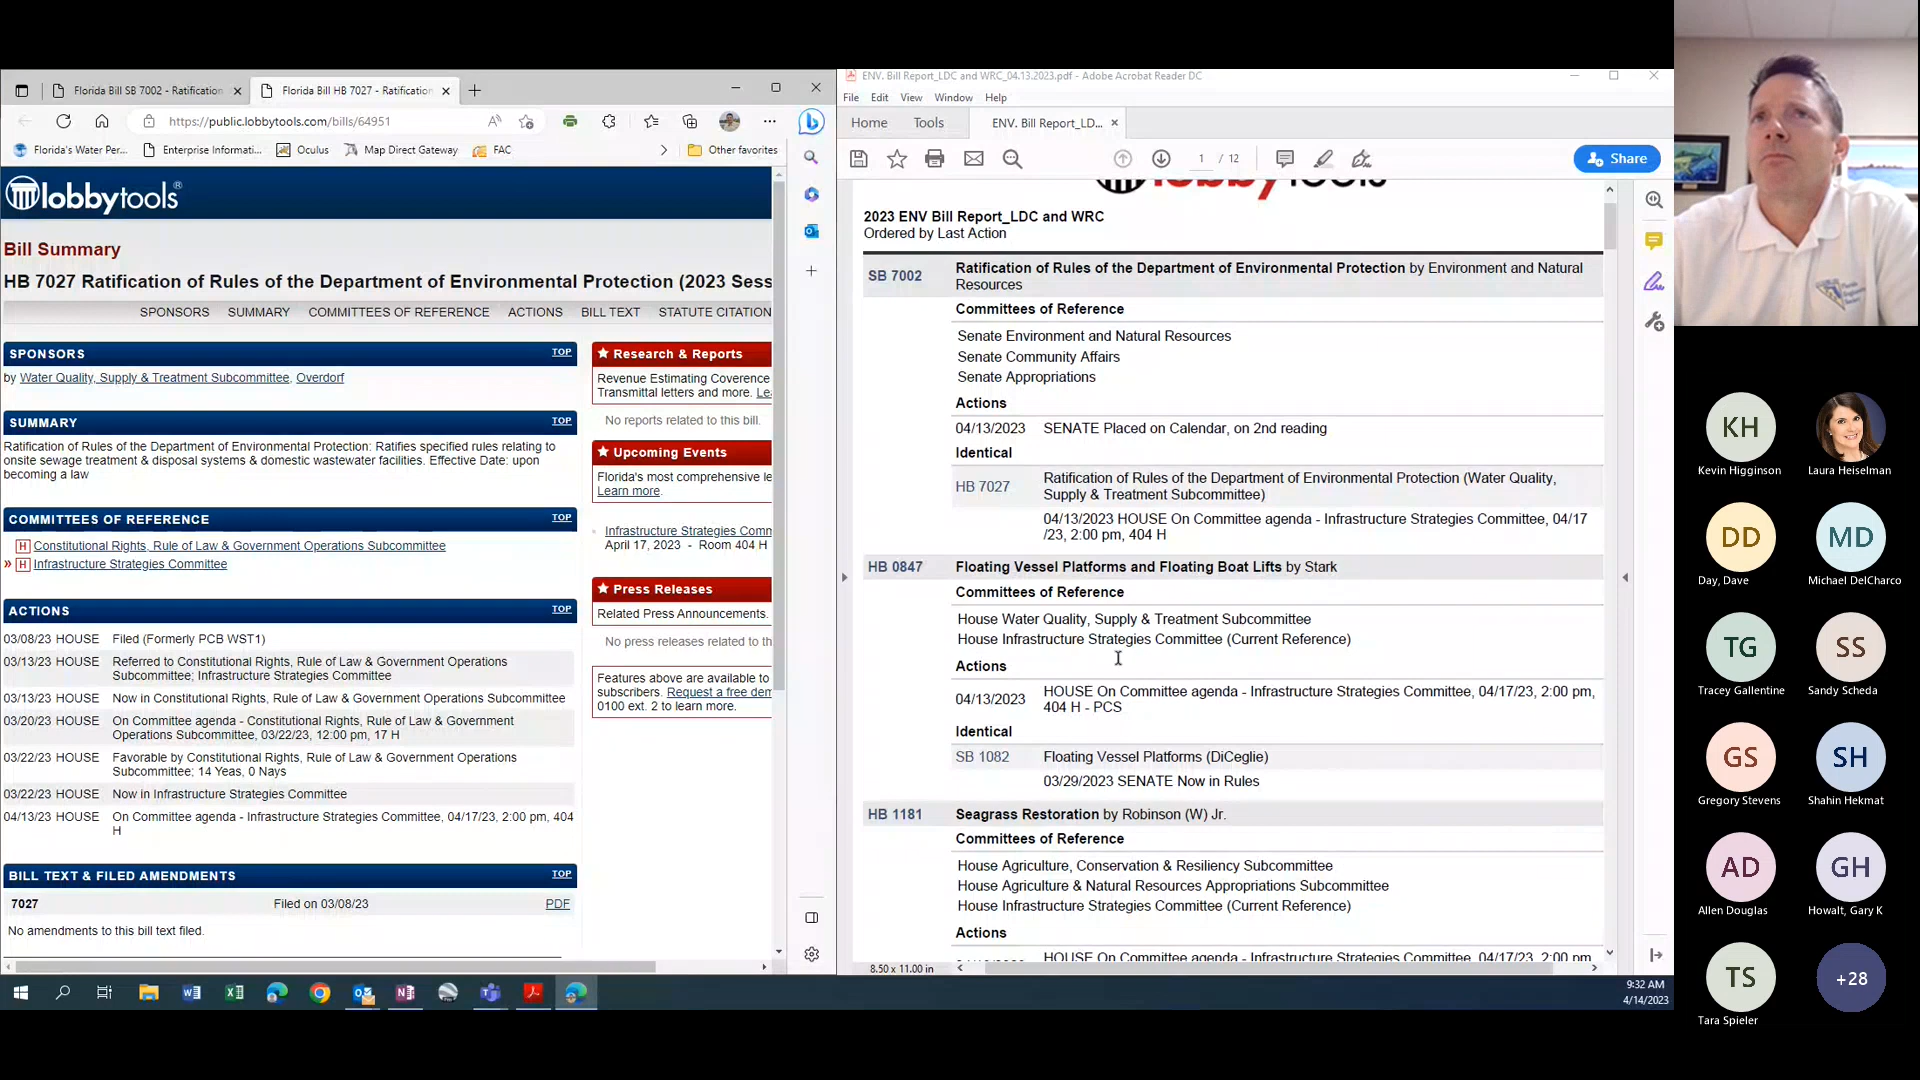 Florida Bill SB 7002 - Ratification
Florida Bill HB 7027 - Ratification
https://public.lobbytools.com/bills/64951
Florida's Water Per...
Enterprise Informati...
Oculus
Map Direct Gateway
FAC
Other favorites
lobbytools®
Bill Summary
HB 7027 Ratification of Rules of the Department of Environmental Protection (2023 Sess
SPONSORS SUMMARY COMMITTEES OF REFERENCE ACTIONS BILL TEXT STATUTE CITATION
SPONSORS TOP
by Water Quality, Supply & Treatment Subcommittee, Overdorf
SUMMARY TOP
Ratification of Rules of the Department of Environmental Protection: Ratifies specified rules relating to
onsite sewage treatment & disposal systems & domestic wastewater facilities. Effective Date: upon
becoming a law
COMMITTEES OF REFERENCE TOP
H Constitutional Rights, Rule of Law & Government Operations Subcommittee
» H Infrastructure Strategies Committee
ACTIONS TOP
03/08/23 HOUSE Filed (Formerly PCB WST1)
03/13/23 HOUSE Referred to Constitutional Rights, Rule of Law & Government Operations
Subcommittee; Infrastructure Strategies Committee
03/13/23 HOUSE Now in Constitutional Rights, Rule of Law & Government Operations Subcommittee
03/20/23 HOUSE On Committee agenda - Constitutional Rights, Rule of Law & Government
Operations Subcommittee, 03/22/23, 12:00 pm, 17 H
03/22/23 HOUSE Favorable by Constitutional Rights, Rule of Law & Government Operations
Subcommittee; 14 Yeas, 0 Nays
03/22/23 HOUSE Now in Infrastructure Strategies Committee
04/13/23 HOUSE On Committee agenda - Infrastructure Strategies Committee, 04/17/23, 2:00 pm, 404
H
BILL TEXT & FILED AMENDMENTS TOP
7027 Filed on 03/08/23 PDF
No amendments to this bill text filed.
Research & Reports
Revenue Estimating Coverence
Transmittal letters and more. Le
No reports related to this bill.
Upcoming Events
Florida's most comprehensive le
Learn more.
Infrastructure Strategies Comm
April 17, 2023 - Room 404 H
Press Releases
Related Press Announcements.
No press releases related to th
Features above are available to
subscribers. Request a free dem
0100 ext. 2 to learn more.
ENV. Bill Report_LDC and WRC_04.13.2023.pdf - Adobe Acrobat Reader DC
File Edit View Window Help
Home Tools ENV. Bill Report_LD...
1 / 12
Share
lobbytools
2023 ENV Bill Report_LDC and WRC
Ordered by Last Action
SB 7002 Ratification of Rules of the Department of Environmental Protection by Environment and Natural
Resources
Committees of Reference
Senate Environment and Natural Resources
Senate Community Affairs
Senate Appropriations
Actions
04/13/2023 SENATE Placed on Calendar, on 2nd reading
Identical
HB 7027 Ratification of Rules of the Department of Environmental Protection (Water Quality,
Supply & Treatment Subcommittee)
04/13/2023 HOUSE On Committee agenda - Infrastructure Strategies Committee, 04/17
/23, 2:00 pm, 404 H
HB 0847 Floating Vessel Platforms and Floating Boat Lifts by Stark
Committees of Reference
House Water Quality, Supply & Treatment Subcommittee
House Infrastructure Strategies Committee (Current Reference)
Actions
04/13/2023 HOUSE On Committee agenda - Infrastructure Strategies Committee, 04/17/23, 2:00 pm,
404 H - PCS
Identical
SB 1082 Floating Vessel Platforms (DiCeglie)
03/29/2023 SENATE Now in Rules
HB 1181 Seagrass Restoration by Robinson (W) Jr.
Committees of Reference
House Agriculture, Conservation & Resiliency Subcommittee
House Agriculture & Natural Resources Appropriations Subcommittee
House Infrastructure Strategies Committee (Current Reference)
Actions
HOUSE On Committee agenda - Infrastructure Strategies Committee, 04/17/23, 2:00 pm,
8.50 x 11.00 in
9:32 AM
4/14/2023
KH
Kevin Higginson
Laura Heiselman
DD MD
Day, Dave
Michael DelCharco
TG SS
Tracey Gallentine
Sandy Scheda
GS SH
Gregory Stevens
Shahin Hekmat
AD GH
Allen Douglas
Howalt, Gary K
TS +28
Tara Spieler